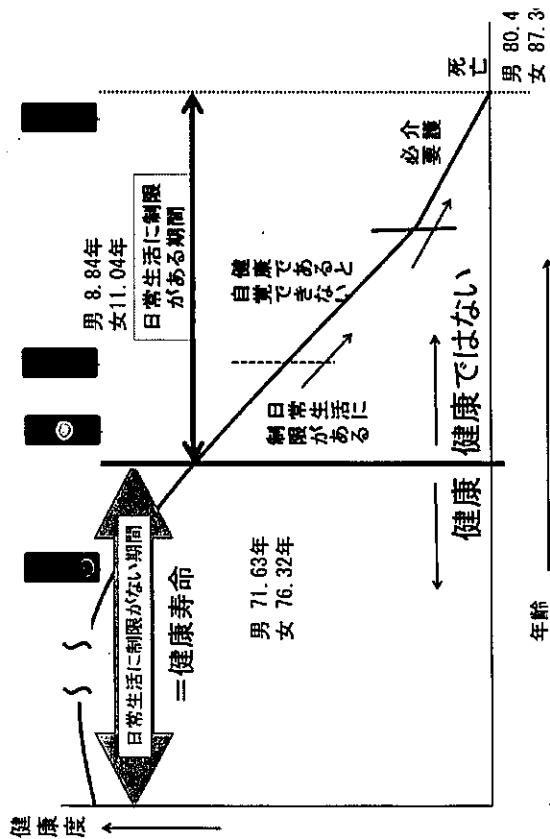 健康度
日常生活に制限がない期間
＝健康寿命
男 71.63年
女 76.32年
男 8.84年
女11.04年
日常生活に制限
がある期間
日常生活に
制限がある
健康であると
自覚できない
要介護
必要
健康
健康ではない
死亡
男 80.4
女 87.3
年齢